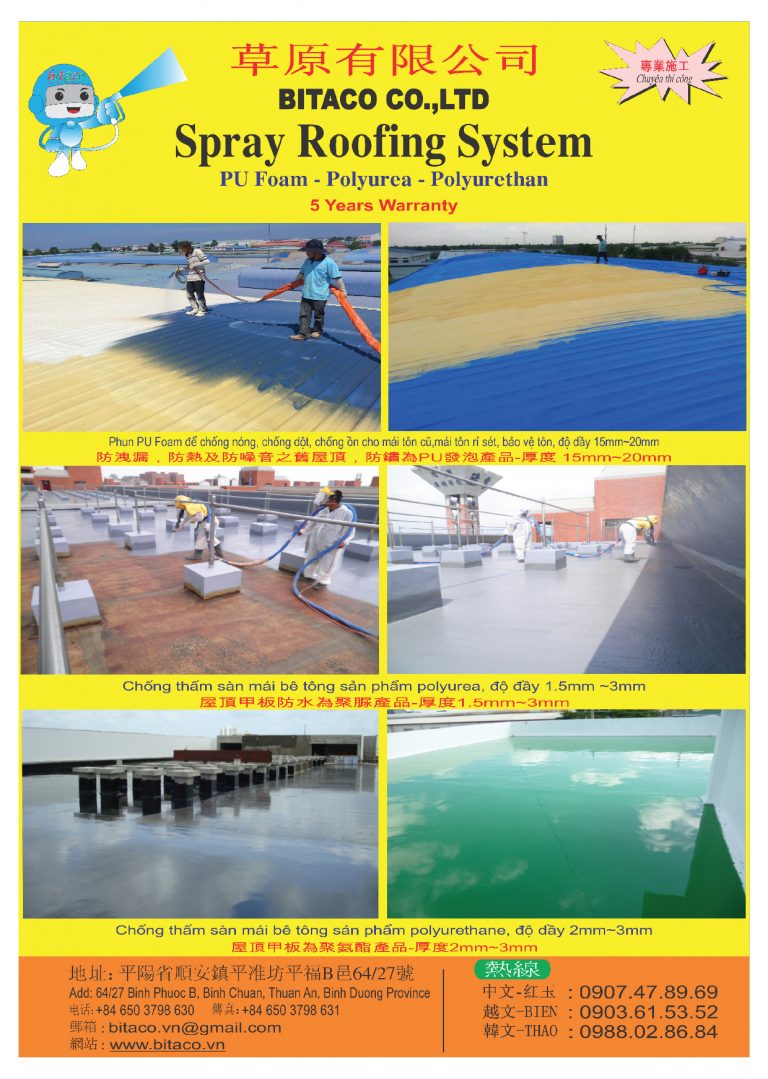 草原有限公司
BITACO CO.,LTD
專業施工
Chuyên thi công
Spray Roofing System
PU Foam - Polyurea - Polyurethan
5 Years Warranty
Phun PU Foam để chống nóng, chống dột, chống ồn cho mái tôn cũ,mái tôn rỉ sét, bảo vệ tôn, độ dầy 15mm~20mm
防洩漏，防熱及防噪音之舊屋頂，防鏽為PU發泡產品-厚度 15mm~20mm
Chống thấm sàn mái bê tông sản phẩm polyurea, độ đầy 1.5mm ~3mm
屋頂甲板防水為聚脲產品-厚度1.5mm~3mm
Chống thấm sàn mái bê tông sán phẩm polyurethane, độ dầy 2mm~3mm
屋頂甲板為聚氨酯產品-厚度2mm~3mm
地址: 平陽省順安鎮平准坊平福B邑64/27號
Add: 64/27 Binh Phuoc B, Binh Chuan, Thuan An, Binh Duong Province
电话: +84 650 3798 630 傳真: +84 650 3798 631
郵箱 : bitaco.vn@gmail.com
網站 : www.bitaco.vn
熱線
中文-红玉 : 0907.47.89.69
越文-BIEN : 0903.61.53.52
韓文-THAO : 0988.02.86.84